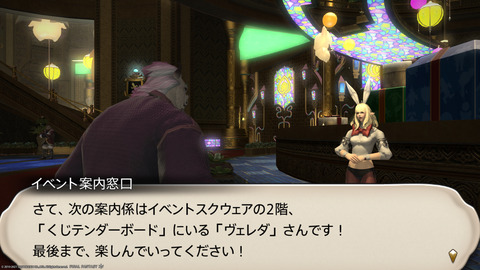 イベント案内窓口
さて、次の案内係はイベントスクウェアの2階、
「くじテンダーボード」にいる「ヴェレダ」さんです！
最後まで、楽しんでいってください！
FINAL FANTASY XIV